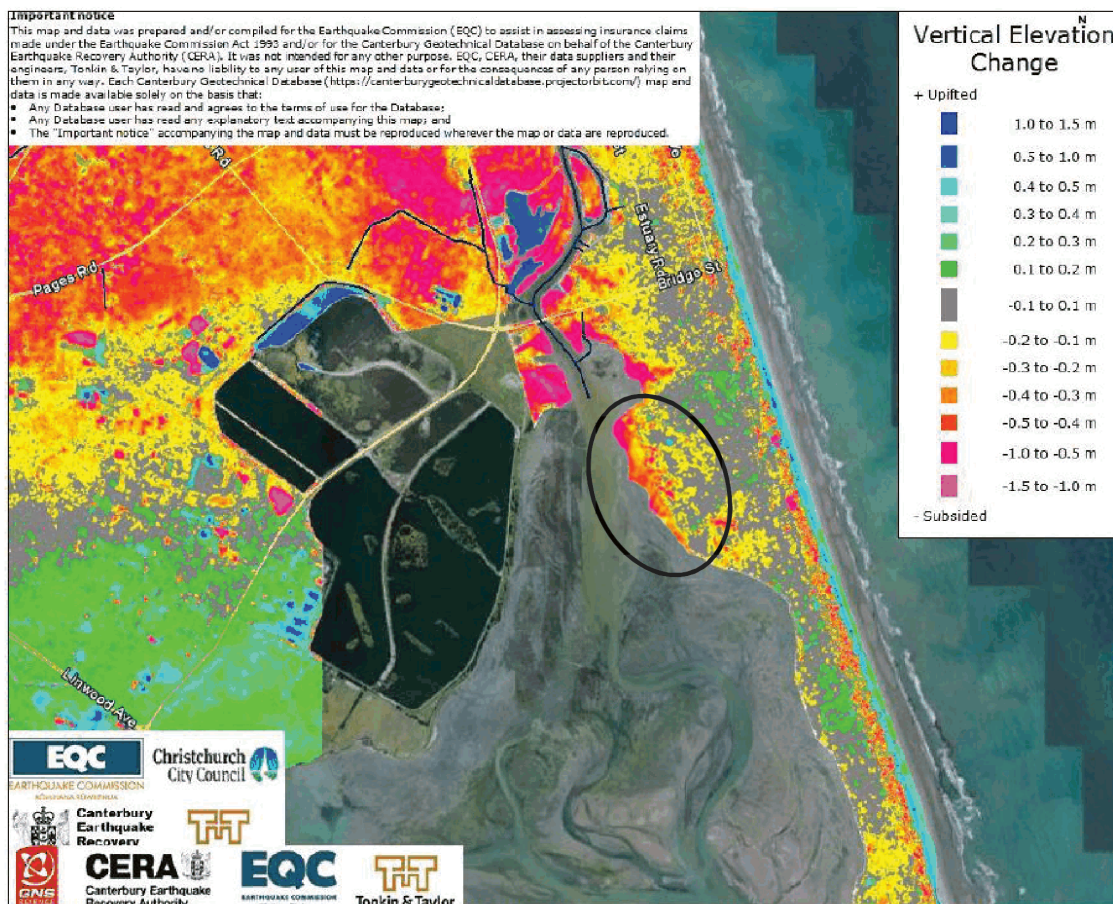 Important notice
This map and data was prepared and/or compiled for the Earthquake Commission (EQC) to assist in assessing insurance claims
made under the Earthquake Commission Act 1993 and/or for the Canterbury Geotechnical Database on behalf of the Canterbury
Earthquake Recovery Authority (CERA). It was not intended for any other purpose. EQC, CERA, their data suppliers and their
engineers, Tonkin & Taylor, have no liability to any user of this map and data or for the consequences of any person relying on
them in any way. Each Canterbury Geotechnical Database (https://canterburygeotechnicaldatabase.projectorbit.com/) map and
data is made available solely on the basis that:
• Any Database user has read and agrees to the terms of use for the Database;
• Any Database user has read any explanatory text accompanying this map; and
• The "Important notice" accompanying the map and data must be reproduced wherever the map or data are reproduced.
N
Vertical Elevation
Change
+ Uplifted
1.0 to 1.5 m
0.5 to 1.0 m
0.4 to 0.5 m
0.3 to 0.4 m
0.2 to 0.3 m
0.1 to 0.2 m
-0.1 to 0.1 m
-0.2 to -0.1 m
-0.3 to -0.2 m
-0.4 to -0.3 m
-0.5 to -0.4 m
-1.0 to -0.5 m
-1.5 to -1.0 m
- Subsided
Rd
Pages Rd
Estuary Rd
Bridge St
Linwood Ave
EQC
EARTHQUAKE COMMISSION
Christchurch
City Council
Canterbury
Earthquake
Recovery
T+T
GNS
CERA
Canterbury Earthquake
Recovery Authority
EQC
EARTHQUAKE COMMISSION
T+T
Tonkin & Taylor